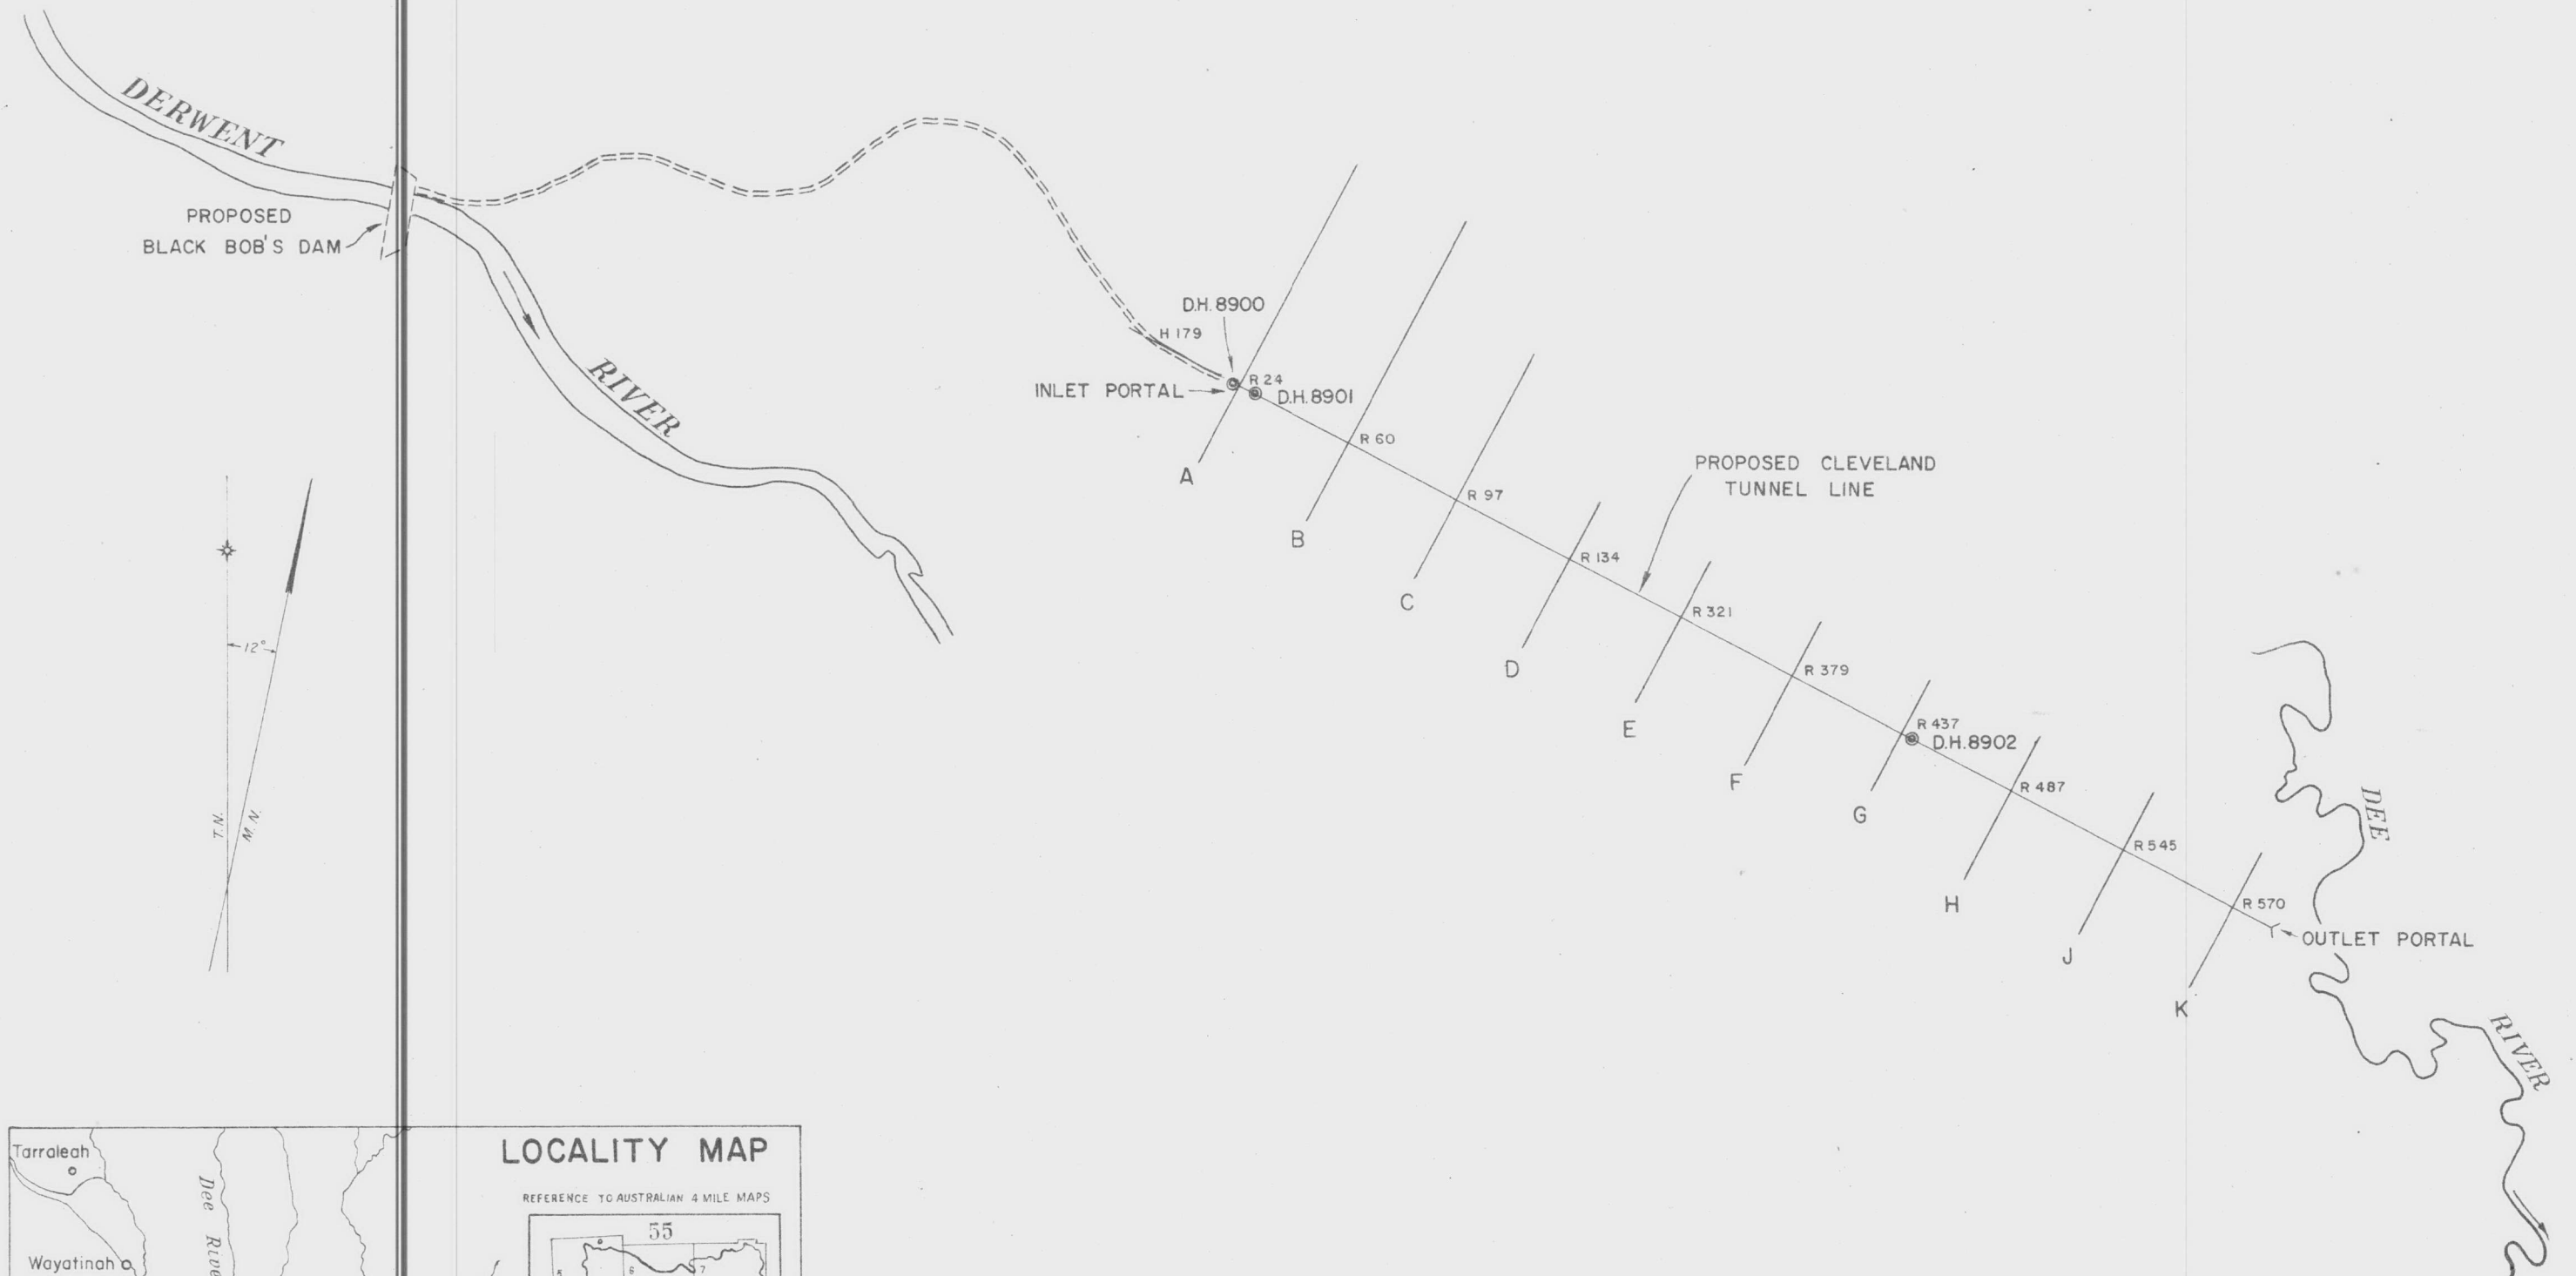 DERWENT
PROPOSED
BLACK BOB'S DAM
RIVER
H 179
D.H. 8900
INLET PORTAL
R 24
D.H. 8901
A
R 60
B
R 97
C
PROPOSED CLEVELAND
TUNNEL LINE
R 134
D
R 321
E
R 379
F
R 437
D.H. 8902
G
R 487
H
R 545
J
R 570
K
OUTLET PORTAL
DEE
RIVER
12°
T.N.
M.N.
LOCALITY MAP
REFERENCE TO AUSTRALIAN 4 MILE MAPS
55
6
7
Tarraleah
Dee
Wayatinah